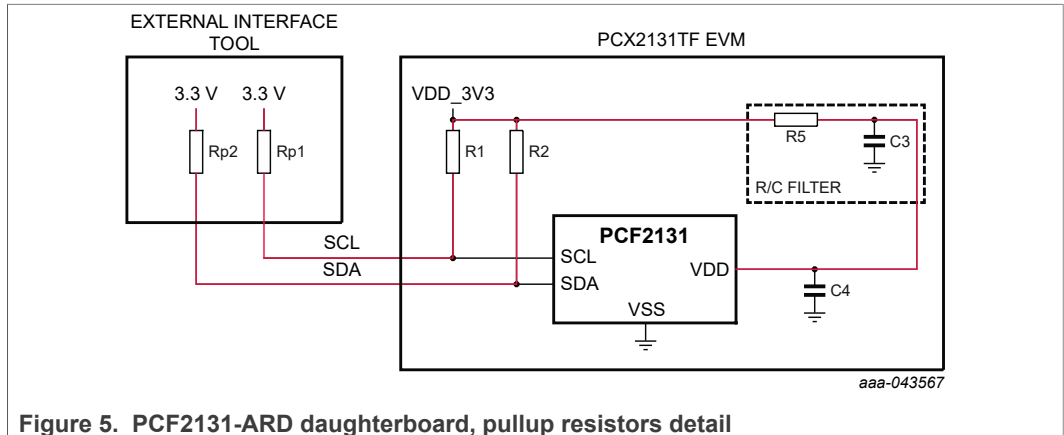 EXTERNAL INTERFACE
TOOL
PCX2131TF EVM
3.3 V 3.3 V
VDD_3V3
Rp2 Rp1
R1 R2
R5
C3
R/C FILTER
PCF2131
SCL
SCL
SDA
SDA
VDD
C4
VSS
aaa-043567
Figure 5. PCF2131-ARD daughterboard, pullup resistors detail